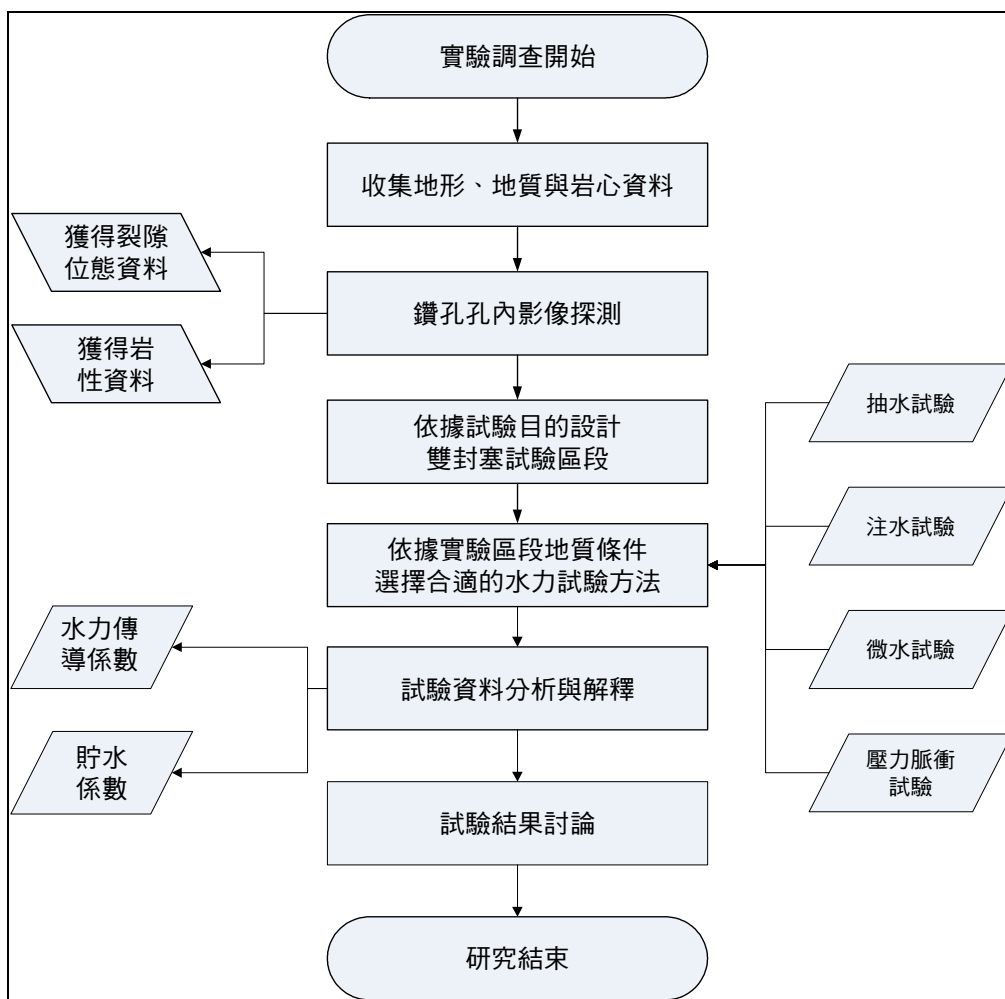 實驗調查開始
收集地形、地質與岩心資料
獲得裂隙
位態資料
鑽孔孔內影像探測
獲得岩
性資料
依據試驗目的設計
雙封塞試驗區段
抽水試驗
注水試驗
依據實驗區段地質條件
選擇合適的水力試驗方法
微水試驗
壓力脈衝
試驗
水力傳
導係數
試驗資料分析與解釋
貯水
係數
試驗結果討論
研究結束